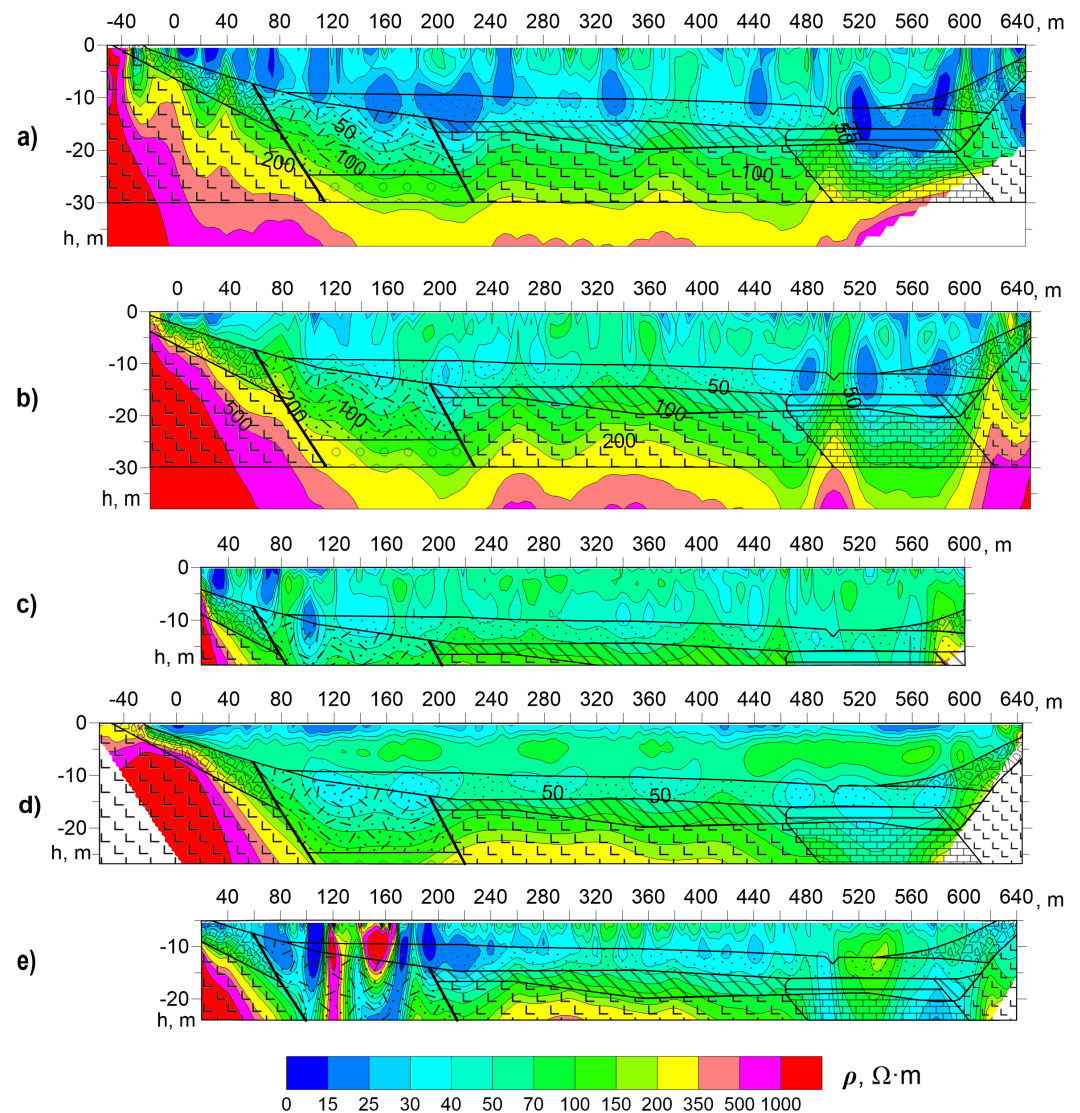 -40 0 40 80 120 160 200 240 280 320 360 400 440 480 520 560 600 640, m
0
-10
-20
-30
h, m
a)
50
100
200
100
50
0 40 80 120 160 200 240 280 320 360 400 440 480 520 560 600 640, m
0
-10
-20
-30
h, m
b)
500
200
100
50
100
200
50
40 80 120 160 200 240 280 320 360 400 440 480 520 560 600, m
0
-10
h, m
c)
-40 0 40 80 120 160 200 240 280 320 360 400 440 480 520 560 600 640, m
0
-10
-20
h, m
d)
50
50
40 80 120 160 200 240 280 320 360 400 440 480 520 560 600 640, m
-10
-20
h, m
e)
ρ, Ω·m
0 15 25 30 40 50 70 100 150 200 350 500 1000